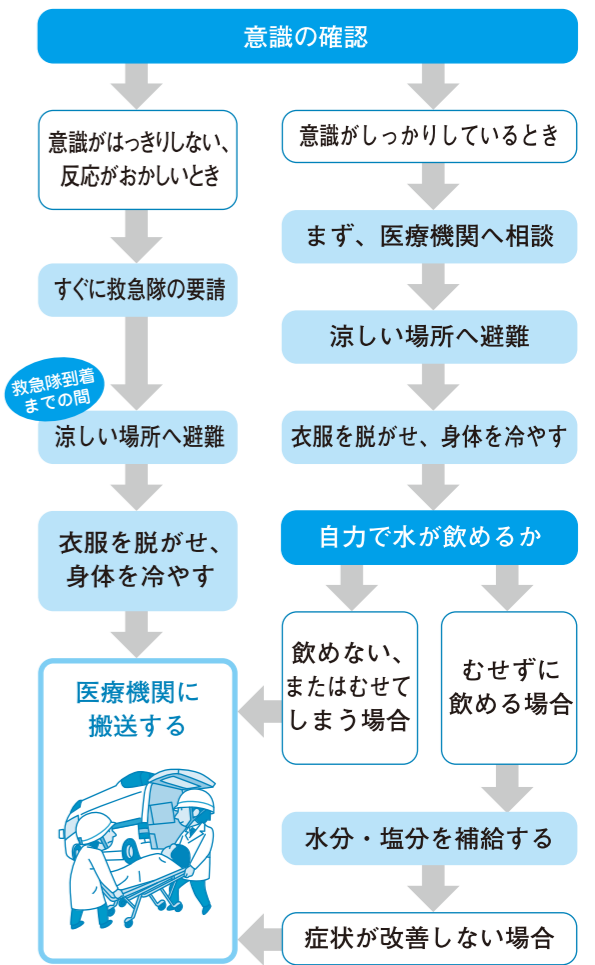 意識の確認
意識がはっきりしない、
反応がおかしいとき
すぐに救急隊の要請
救急隊到着
までの間
涼しい場所へ避難
衣服を脱がせ、
身体を冷やす
医療機関に
搬送する
意識がしっかりしているとき
まず、医療機関へ相談
涼しい場所へ避難
衣服を脱がせ、身体を冷やす
自力で水が飲めるか
飲めない、
またはむせて
しまう場合
むせずに
飲める場合
水分・塩分を補給する
症状が改善しない場合